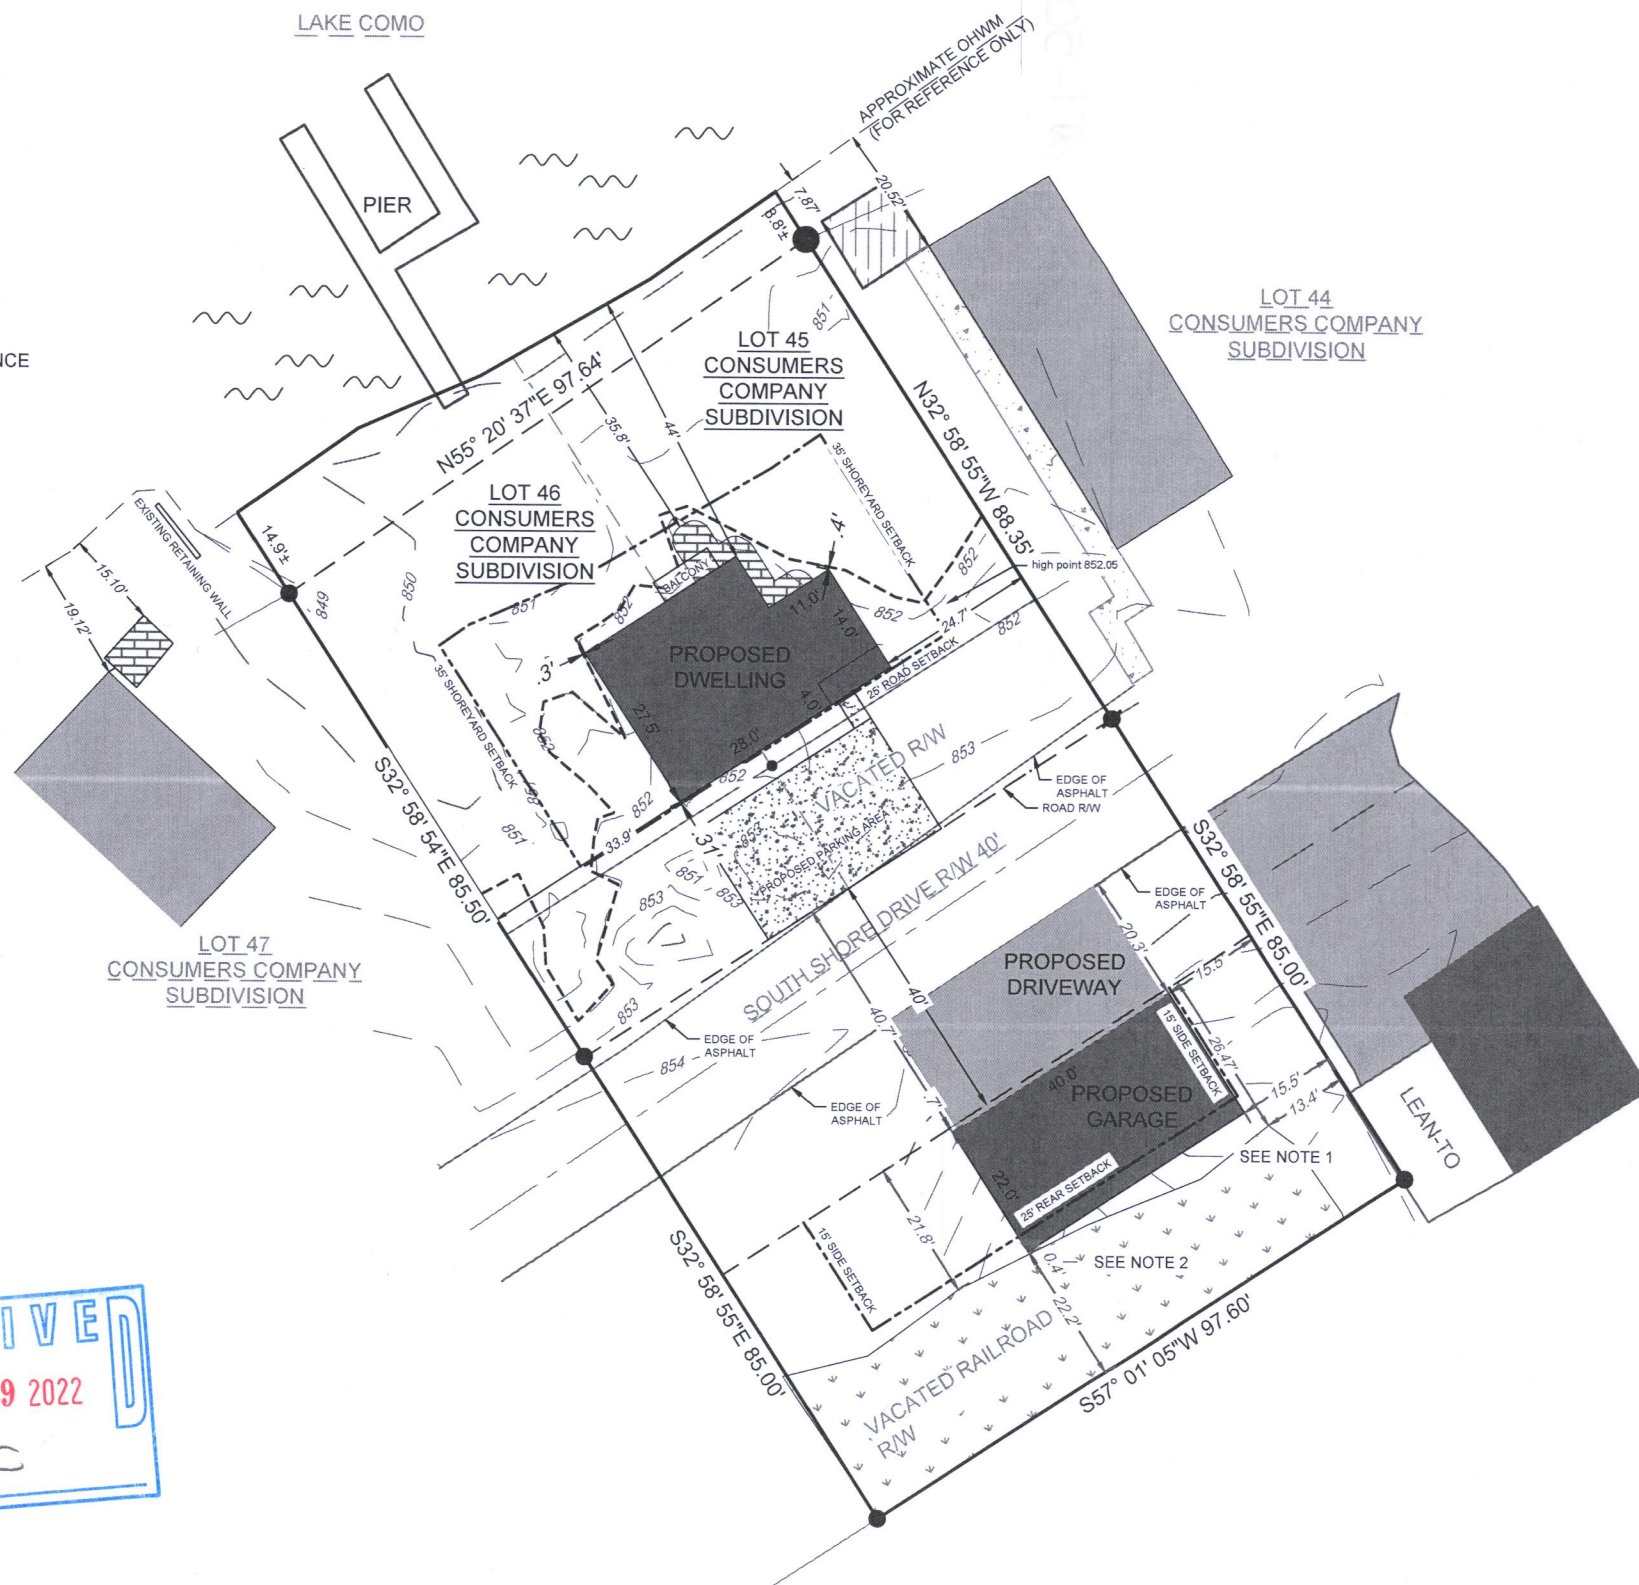 LAKE COMO
APPROXIMATE OHWM
(FOR REFERENCE ONLY)
PIER
20.52'
7.87'
8.8'±
LOT 44
CONSUMERS COMPANY
SUBDIVISION
851
NCE
LOT 45
CONSUMERS
COMPANY
SUBDIVISION
N55° 20' 37"E 97.64'
35.8'
44'
N32° 58' 55"W 88.35'
35' SHOREYARD SETBACK
LOT 46
CONSUMERS
COMPANY
SUBDIVISION
EXISTING RETAINING WALL
14.9'±
15.10'
19.12'
849
850
851
852
BALCONY
.4'
852
high point 852.05
11.0'
14.0'
852
24.7'
852
PROPOSED
DWELLING
.3'
35' SHOREYARD SETBACK
27.5'
28.0'
4.0'
25' ROAD SETBACK
852
852
852
851
VACATED R/W
853
EDGE OF
ASPHALT
ROAD R/W
33.9'
31'
853
PROPOSED PARKING AREA
851
853
853
S32° 58' 54"E 85.50'
S32° 58' 55"E 85.00'
LOT 47
CONSUMERS COMPANY
SUBDIVISION
SOUTH SHORE DRIVE R/W 40'
EDGE OF
ASPHALT
853
EDGE OF
ASPHALT
854
40'
40.7'
20.3'
15.5'
PROPOSED
DRIVEWAY
15' SIDE SETBACK
26.47'
40.0'
PROPOSED
GARAGE
15.5'
13.4'
LEAN-TO
EDGE OF
ASPHALT
SEE NOTE 1
22.0'
25' REAR SETBACK
21.8'
15' SIDE SETBACK
0.4'
SEE NOTE 2
22.2'
S32° 58' 55"E 85.00'
VACATED RAILROAD
R/W
S57° 01' 05"W 97.60'
IVED
9 2022